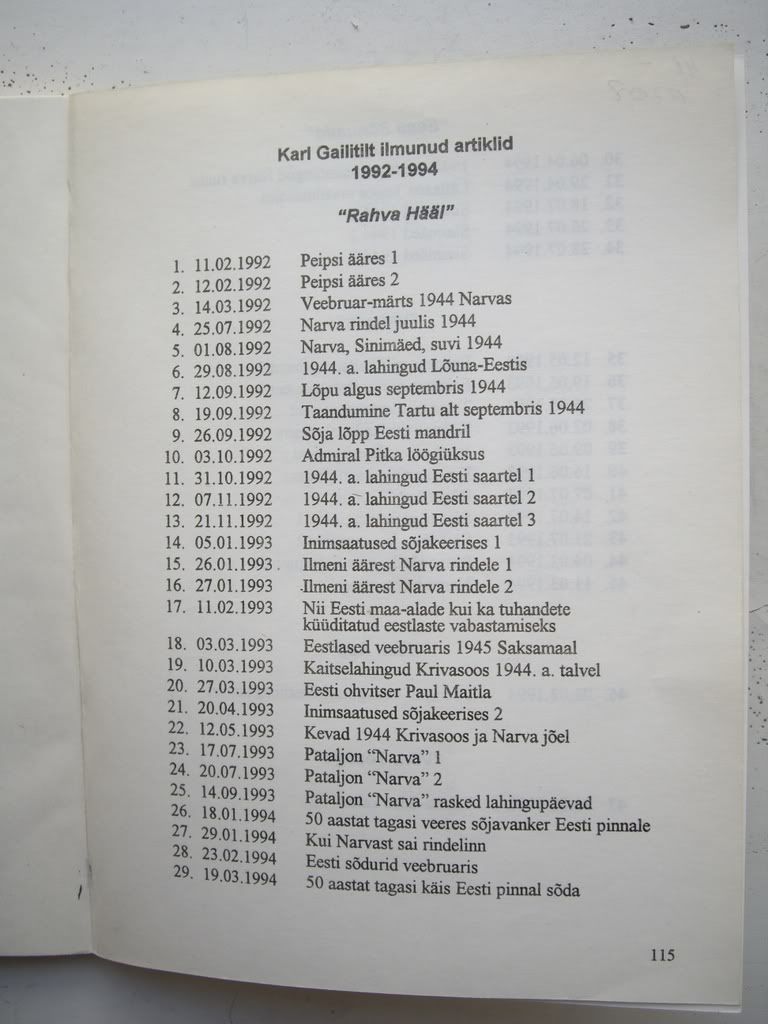 Karl Gailitilt ilmunud artiklid
1992-1994
“Rahva Hääl”
1. 11.02.1992 Peipsi ääres 1
2. 12.02.1992 Peipsi ääres 2
3. 14.03.1992 Veebruar-märts 1944 Narvas
4. 25.07.1992 Narva rindel juulis 1944
5. 01.08.1992 Narva, Sinimäed, suvi 1944
6. 29.08.1992 1944. a. lahingud Lõuna-Eestis
7. 12.09.1992 Lõpu algus septembris 1944
8. 19.09.1992 Taandumine Tartu alt septembris 1944
9. 26.09.1992 Sõja lõpp Eesti mandril
10. 03.10.1992 Admiral Pitka löögiüksus
11. 31.10.1992 1944. a. lahingud Eesti saartel 1
12. 07.11.1992 1944. a. lahingud Eesti saartel 2
13. 21.11.1992 1944. a. lahingud Eesti saartel 3
14. 05.01.1993 Inimsaatused sõjakeerises 1
15. 26.01.1993. Ilmeni äärest Narva rindele 1
16. 27.01.1993 Ilmeni äärest Narva rindele 2
17. 11.02.1993 Nii Eesti maa-alade kui ka tuhandete
küüditatud eestlaste vabastamiseks
18. 03.03.1993 Eestlased veebruaris 1945 Saksamaal
19. 10.03.1993 Kaitselahingud Krivasoos 1944. a. talvel
20. 27.03.1993 Eesti ohvitser Paul Maitla
21. 20.04.1993 Inimsaatused sõjakeerises 2
22. 12.05.1993 Kevad 1944 Krivasoos ja Narva jõel
23. 17.07.1993 Pataljon “Narva” 1
24. 20.07.1993 Pataljon “Narva” 2
25. 14.09.1993 Pataljon “Narva” rasked lahingupäevad
26. 18.01.1994 50 aastat tagasi veeres sõjavanker Eesti pinnale
27. 29.01.1994 Kui Narvast sai rindelinn
28. 23.02.1994 Eesti sõdurid veebruaris
29. 19.03.1994 50 aastat tagasi käis Eesti pinnal sõda
115